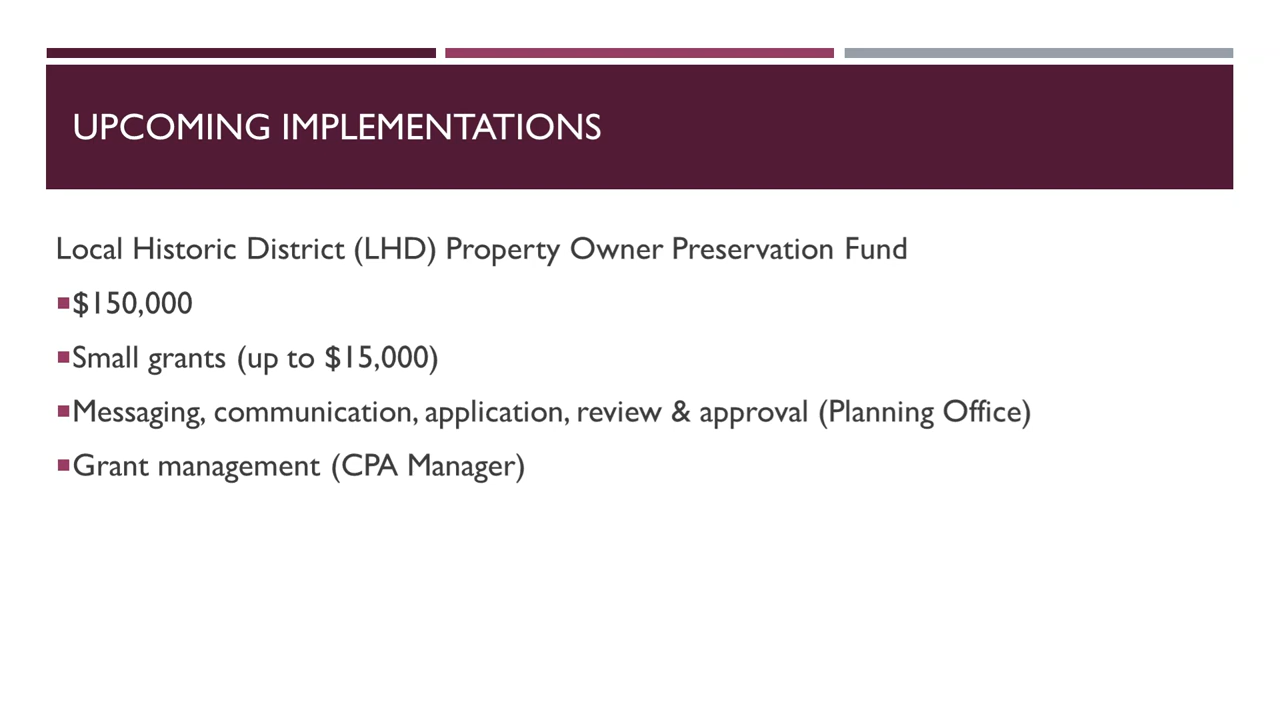 UPCOMING IMPLEMENTATIONS
Local Historic District (LHD) Property Owner Preservation Fund
$150,000
Small grants (up to $15,000)
Messaging, communication, application, review & approval (Planning Office)
Grant management (CPA Manager)